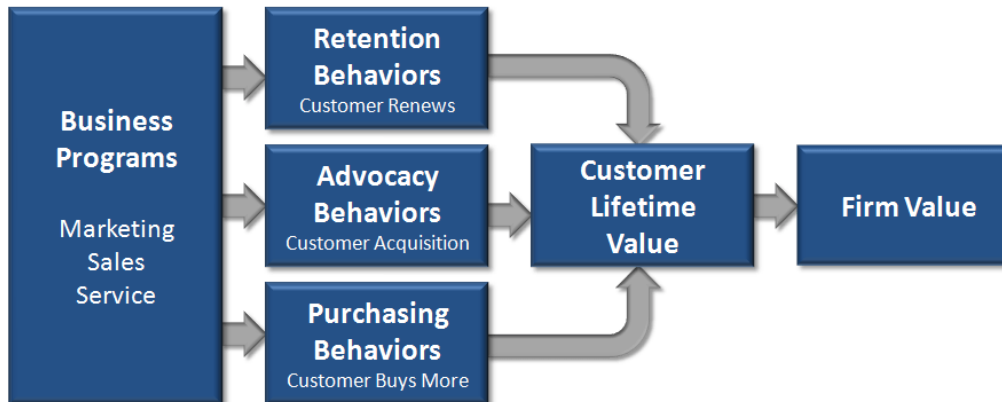 Business
Programs
Marketing
Sales
Service
Retention
Behaviors
Customer Renews
Advocacy
Behaviors
Customer Acquisition
Purchasing
Behaviors
Customer Buys More
Customer
Lifetime
Value
Firm Value